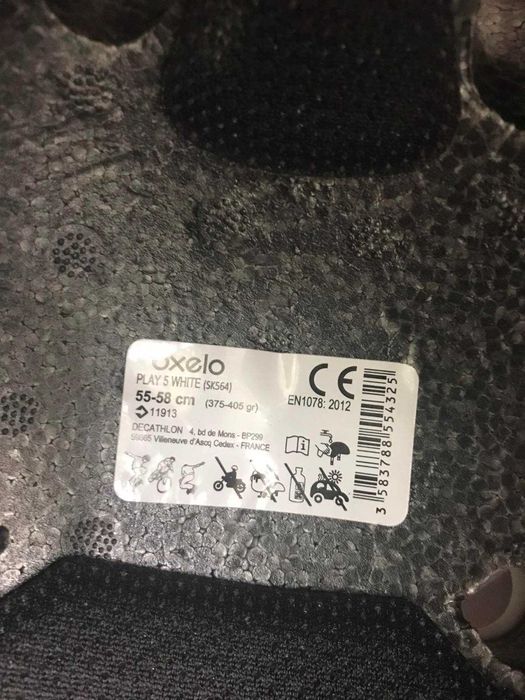 oxelo
PLAY 5 WHITE (SK564)
55-58 cm (375-405 gr)
11913
CE
EN1078: 2012
DECATHLON 4, bd de Mons - BP299
59665 Villeneuve d'Ascq Cedex - FRANCE
3 583788 554325